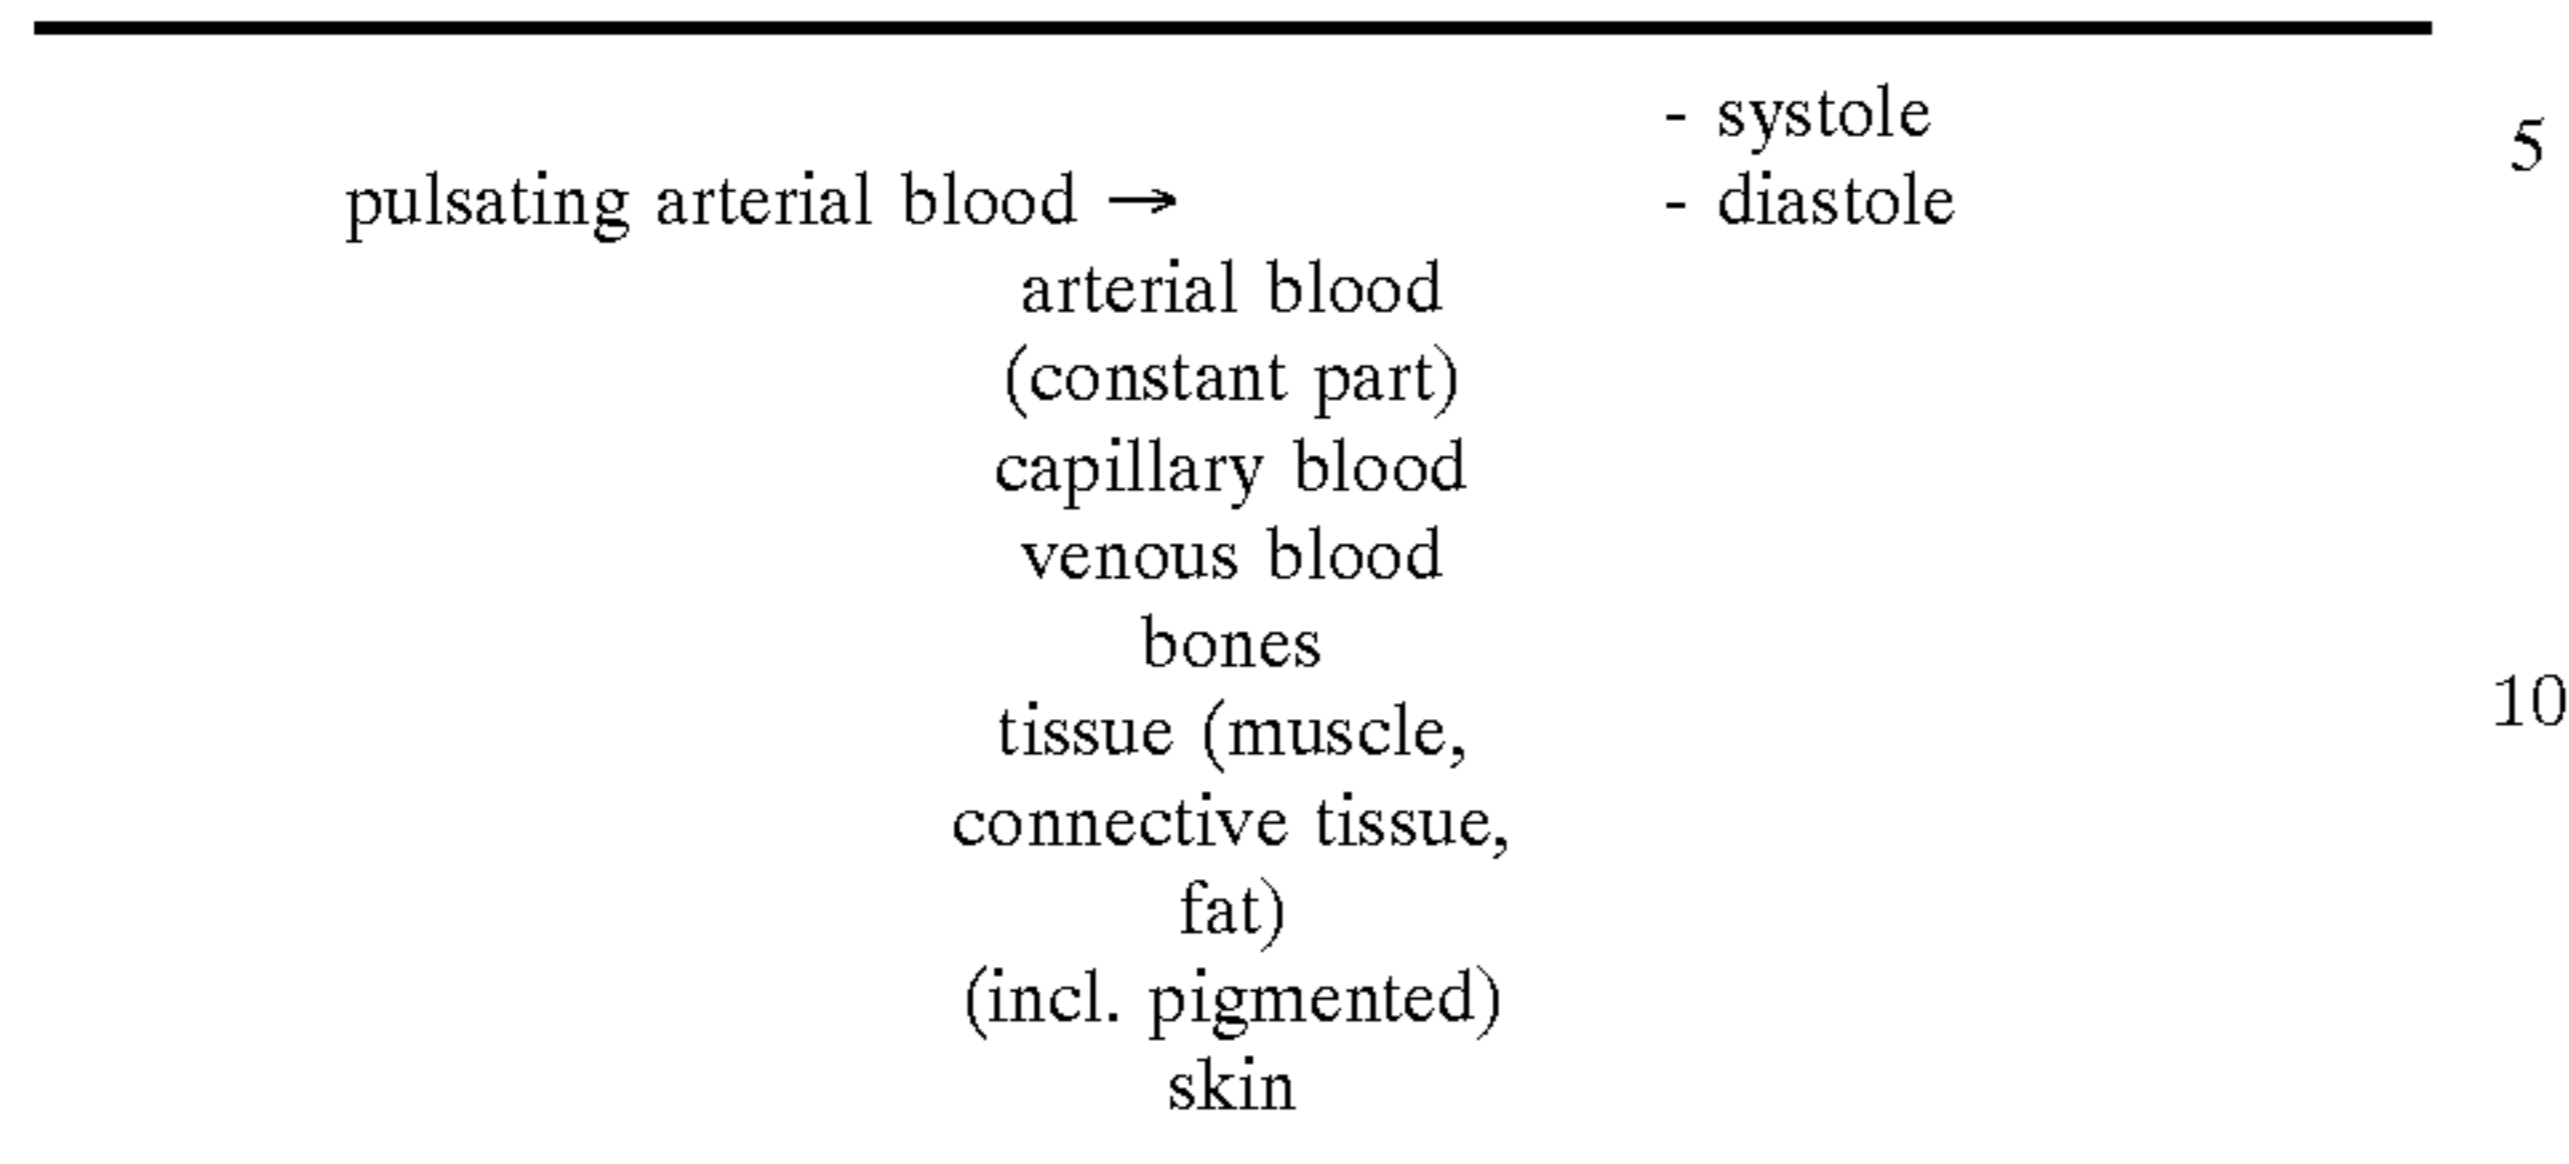 - systole
5
pulsating arterial blood → - diastole
arterial blood
(constant part)
capillary blood
venous blood
bones
tissue (muscle,
10
connective tissue,
fat)
(incl. pigmented)
skin